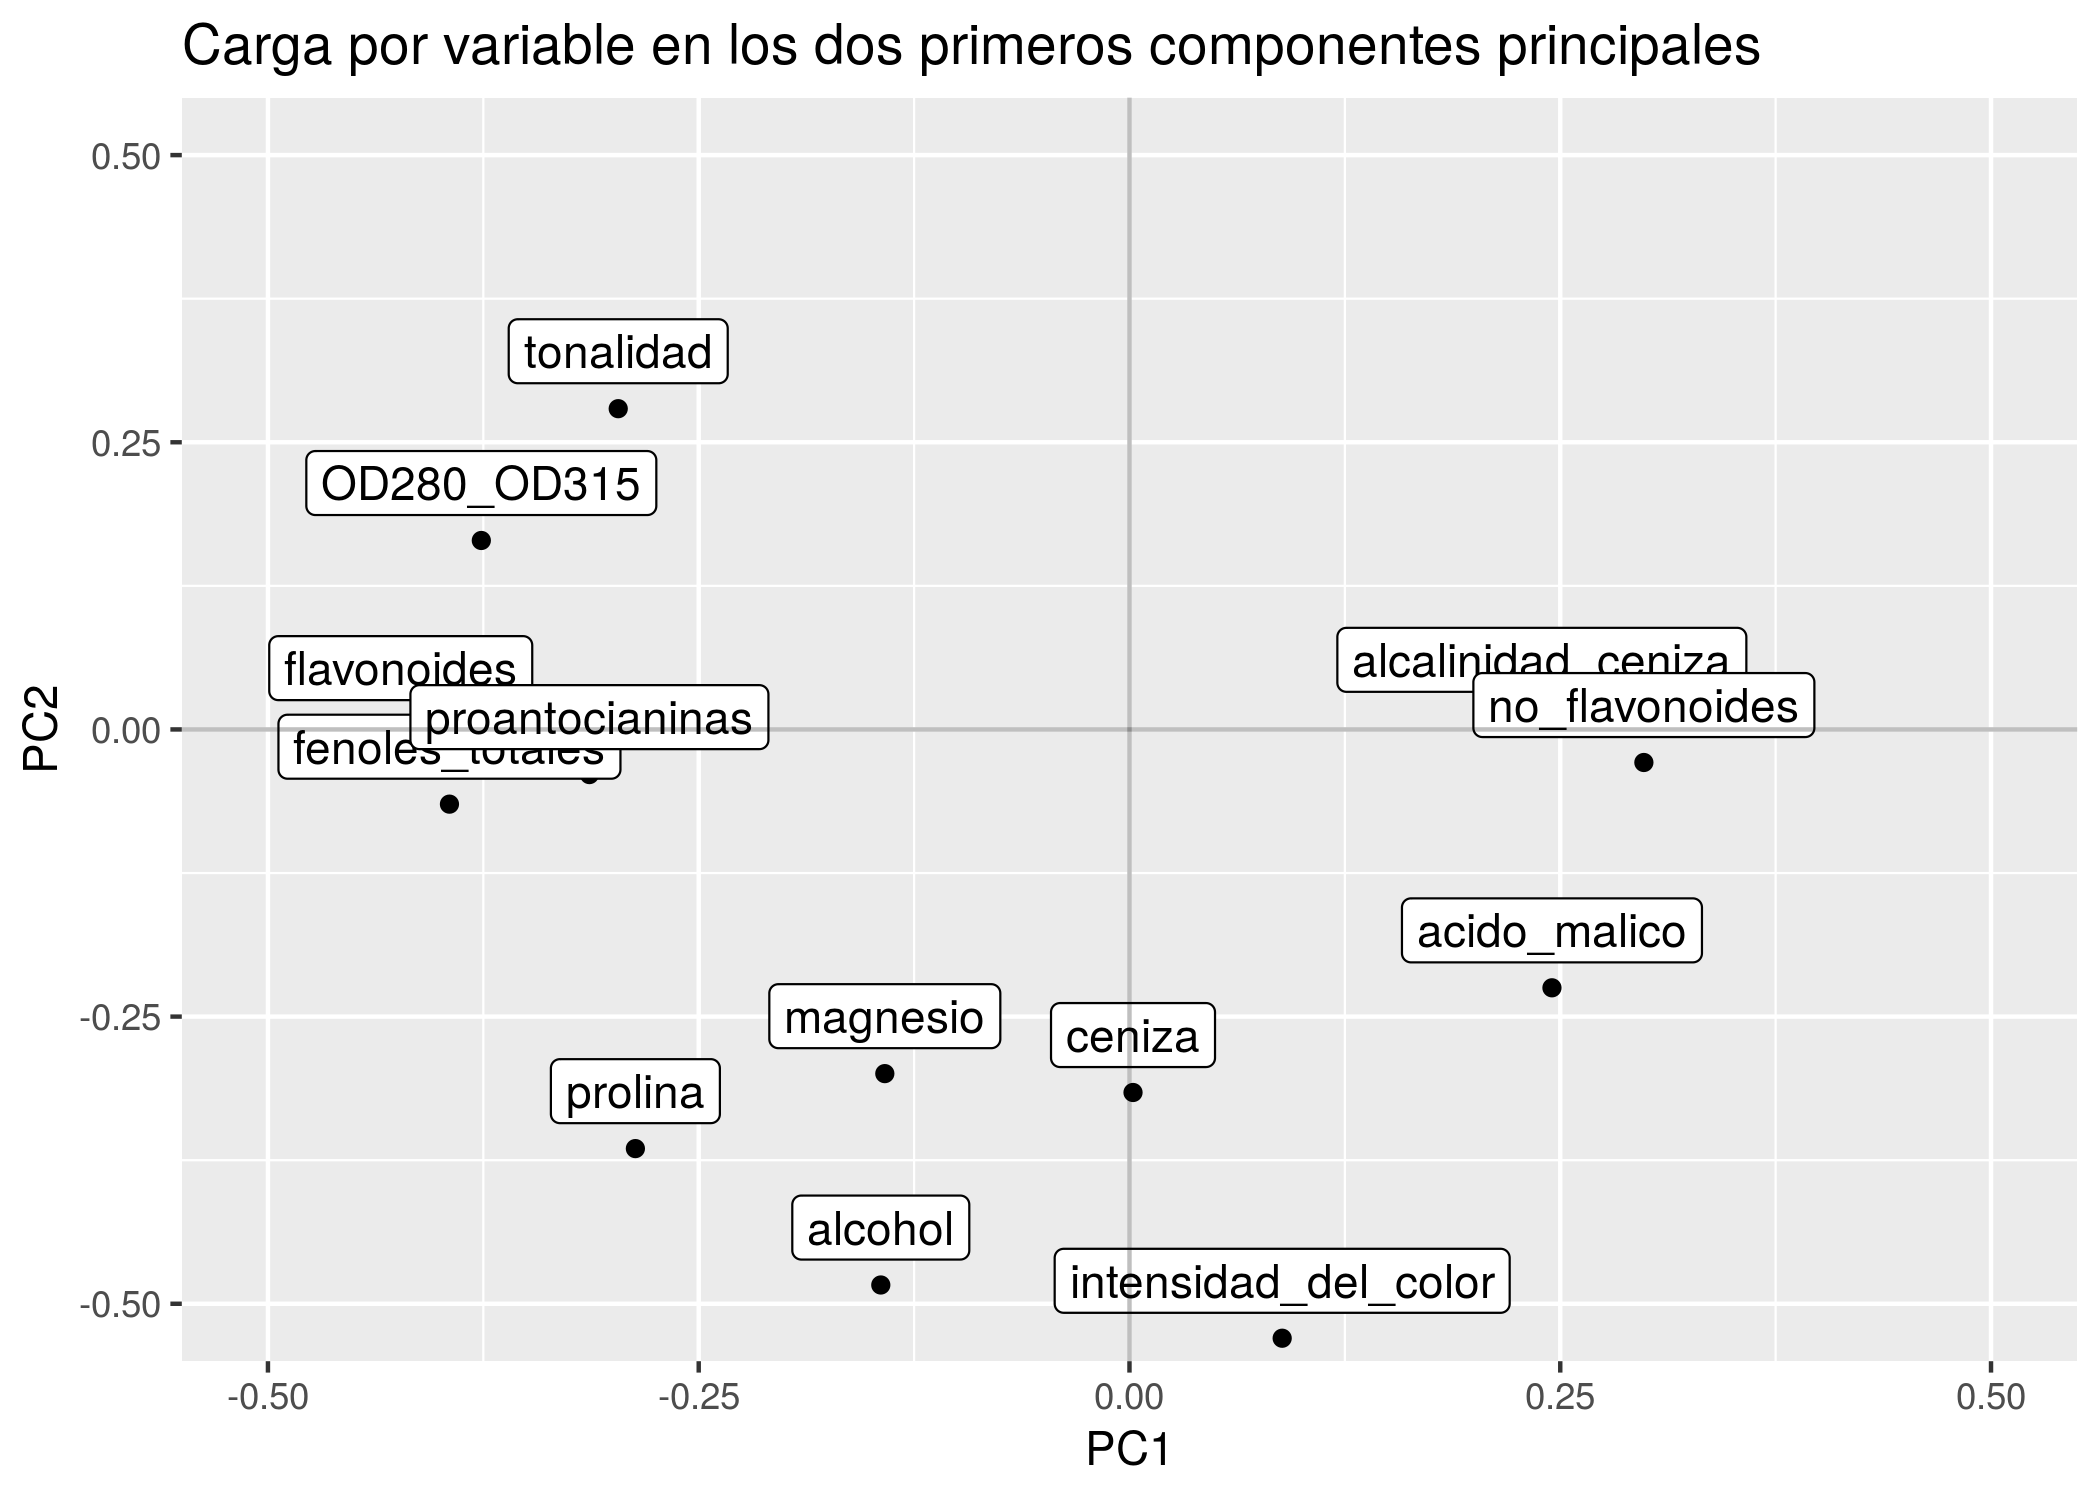 Carga por variable en los dos primeros componentes principales
0.50
tonalidad
0.25
OD280_OD315
flavonoides
alcalinidad_ceniza
no_flavonoides
proantocianinas
0.00
fenoles_totales
PC2
acido_malico
-0.25
magnesio
ceniza
prolina
alcohol
intensidad_del_color
-0.50
-0.50
-0.25
0.00
0.25
0.50
PC1